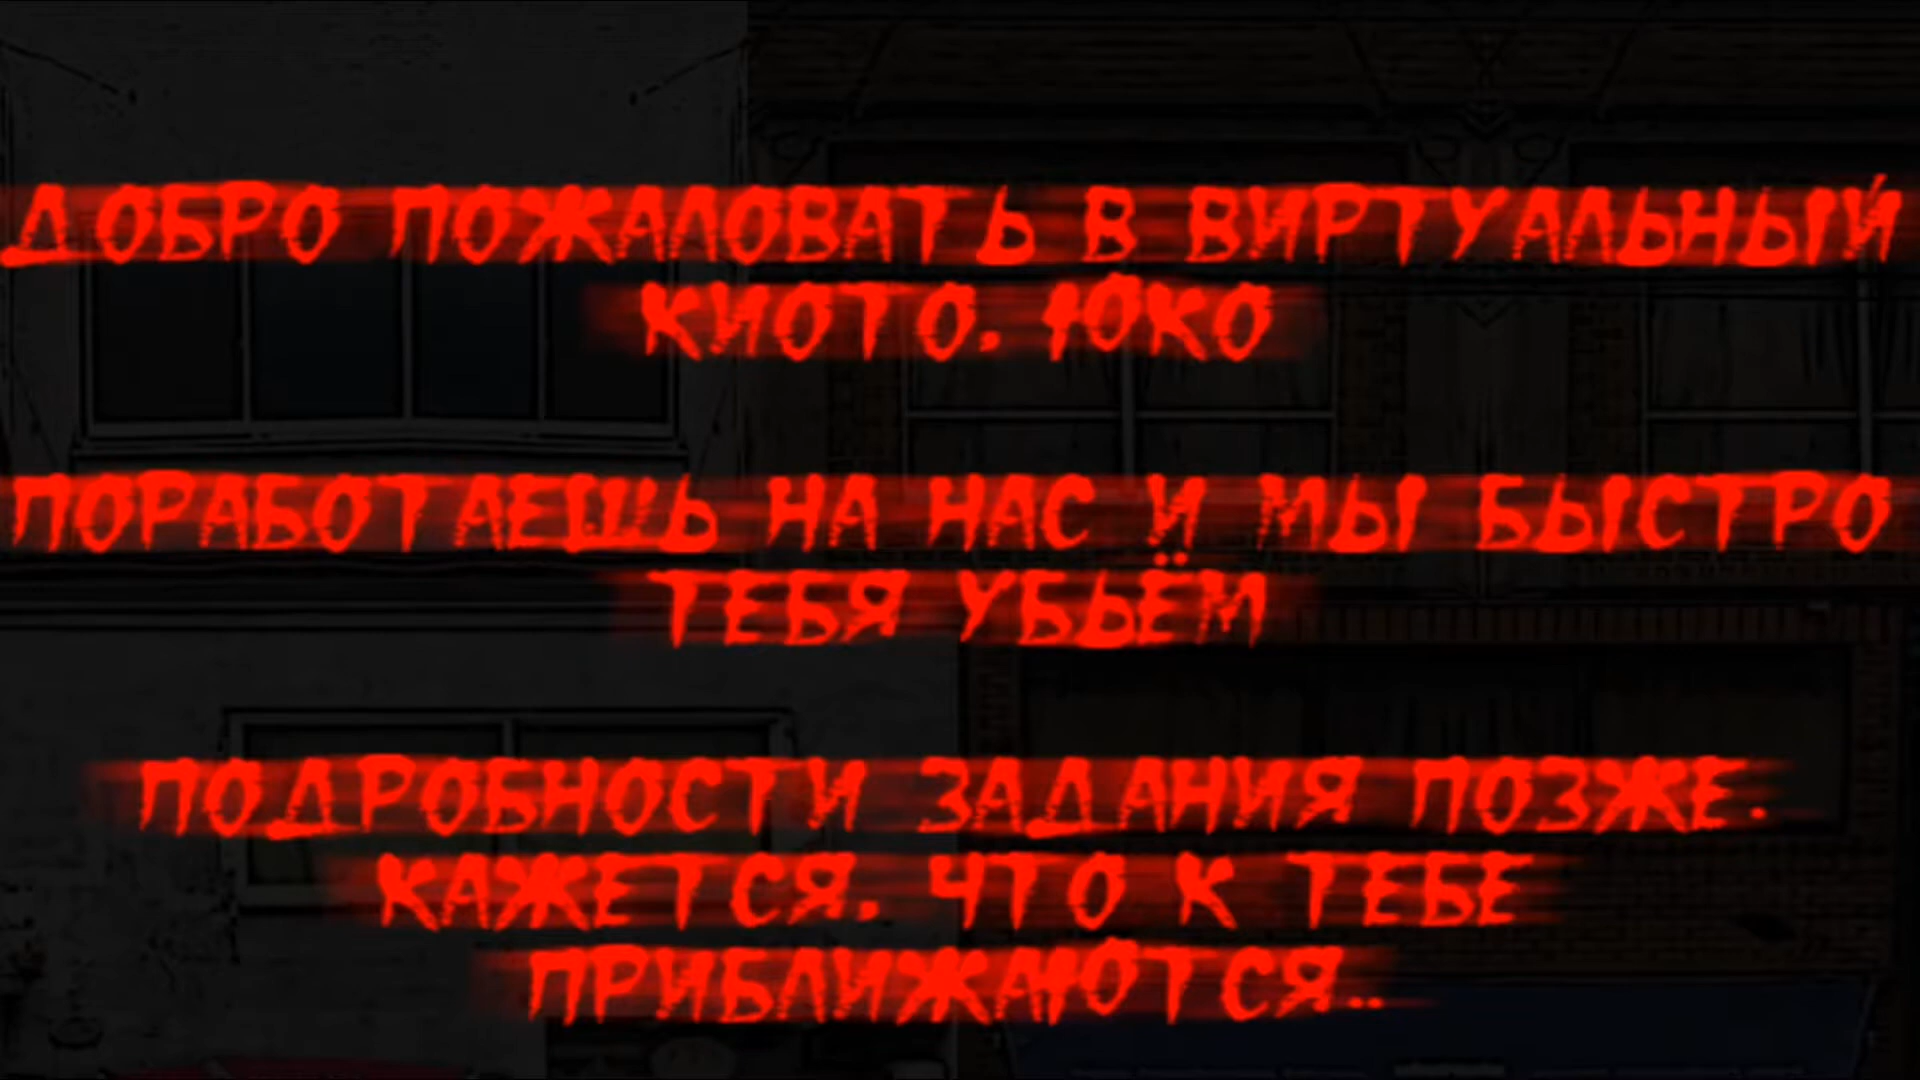 ДОБРО ПОЖАЛОВАТЬ В ВИРТУАЛЬНЫЙ
КИОТО, ЮКО
ПОРАБОТАЕШЬ НА НАС И МЫ БЫСТРО
ТЕБЯ УБЬЁМ
ПОДРОБНОСТИ ЗАДАНИЯ ПОЗЖЕ.
КАЖЕТСЯ, ЧТО К ТЕБЕ
ПРИБЛИЖАЮТСЯ..